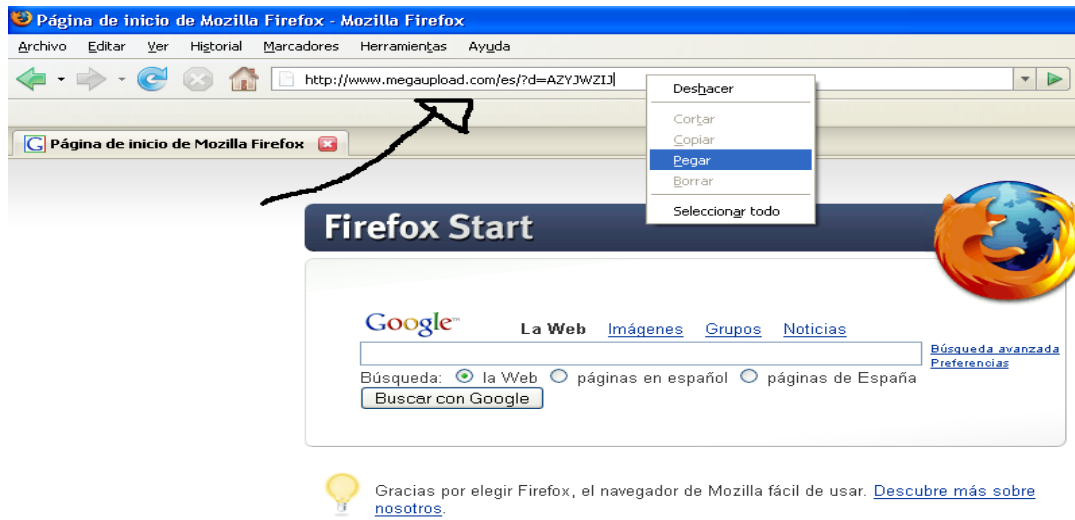 Página de inicio de Mozilla Firefox - Mozilla Firefox
Archivo Editar Ver Historial Marcadores Herramientas Ayuda
http://www.megaupload.com/es/?d=AZYJWZIJ
Deshacer
Cortar
Copiar
Pegar
Borrar
Seleccionar todo
G Página de inicio de Mozilla Firefox
Firefox Start
Google™ La Web Imágenes Grupos Noticias
Búsqueda avanzada
Preferencias
Búsqueda: la Web páginas en español páginas de España
Buscar con Google
Gracias por elegir Firefox, el navegador de Mozilla fácil de usar. Descubre más sobre
nosotros.